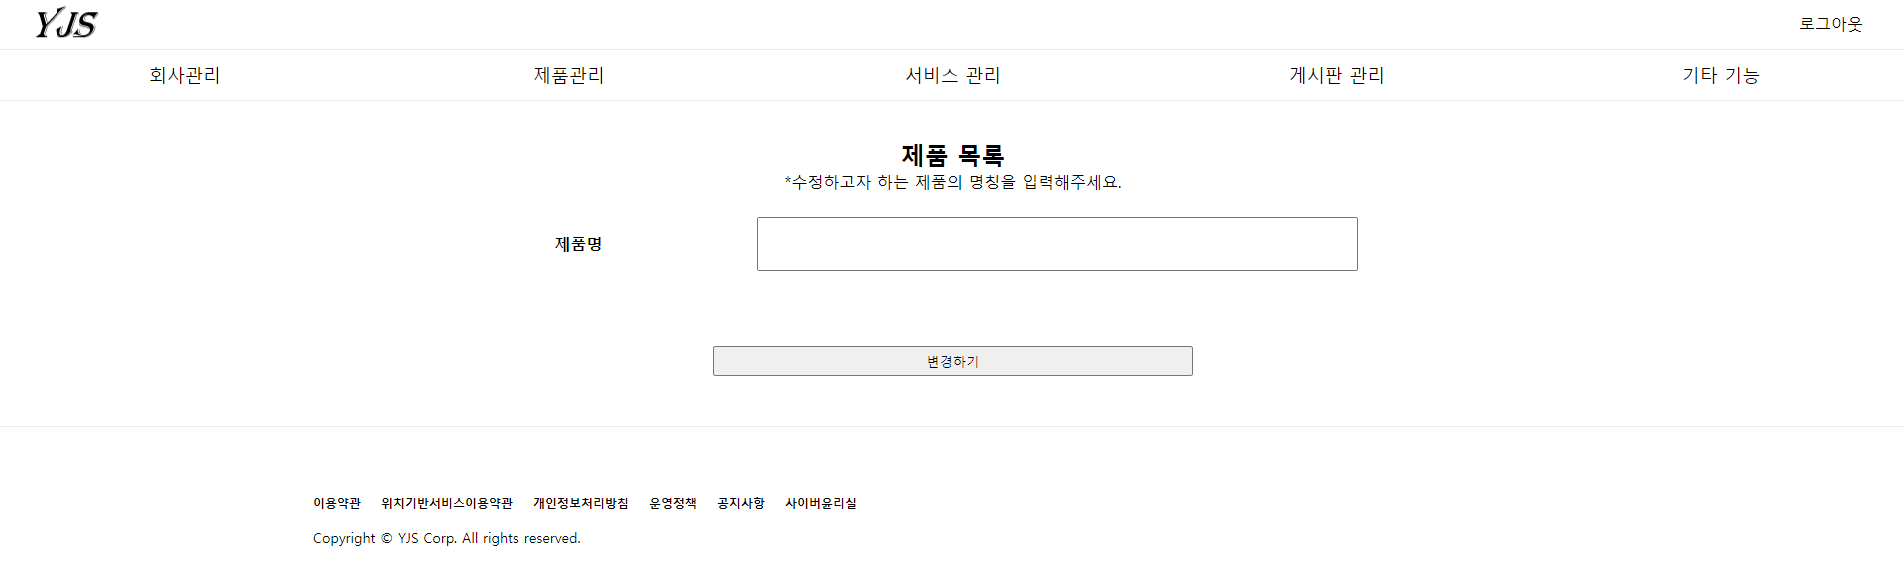 YJS
로그아웃
회사관리 제품관리 서비스 관리 게시판 관리 기타 기능
제품 목록
*수정하고자 하는 제품의 명칭을 입력해주세요.
제품명
변경하기
이용약관 위치기반서비스이용약관 개인정보처리방침 운영정책 공지사항 사이버윤리실
Copyright © YJS Corp. All rights reserved.